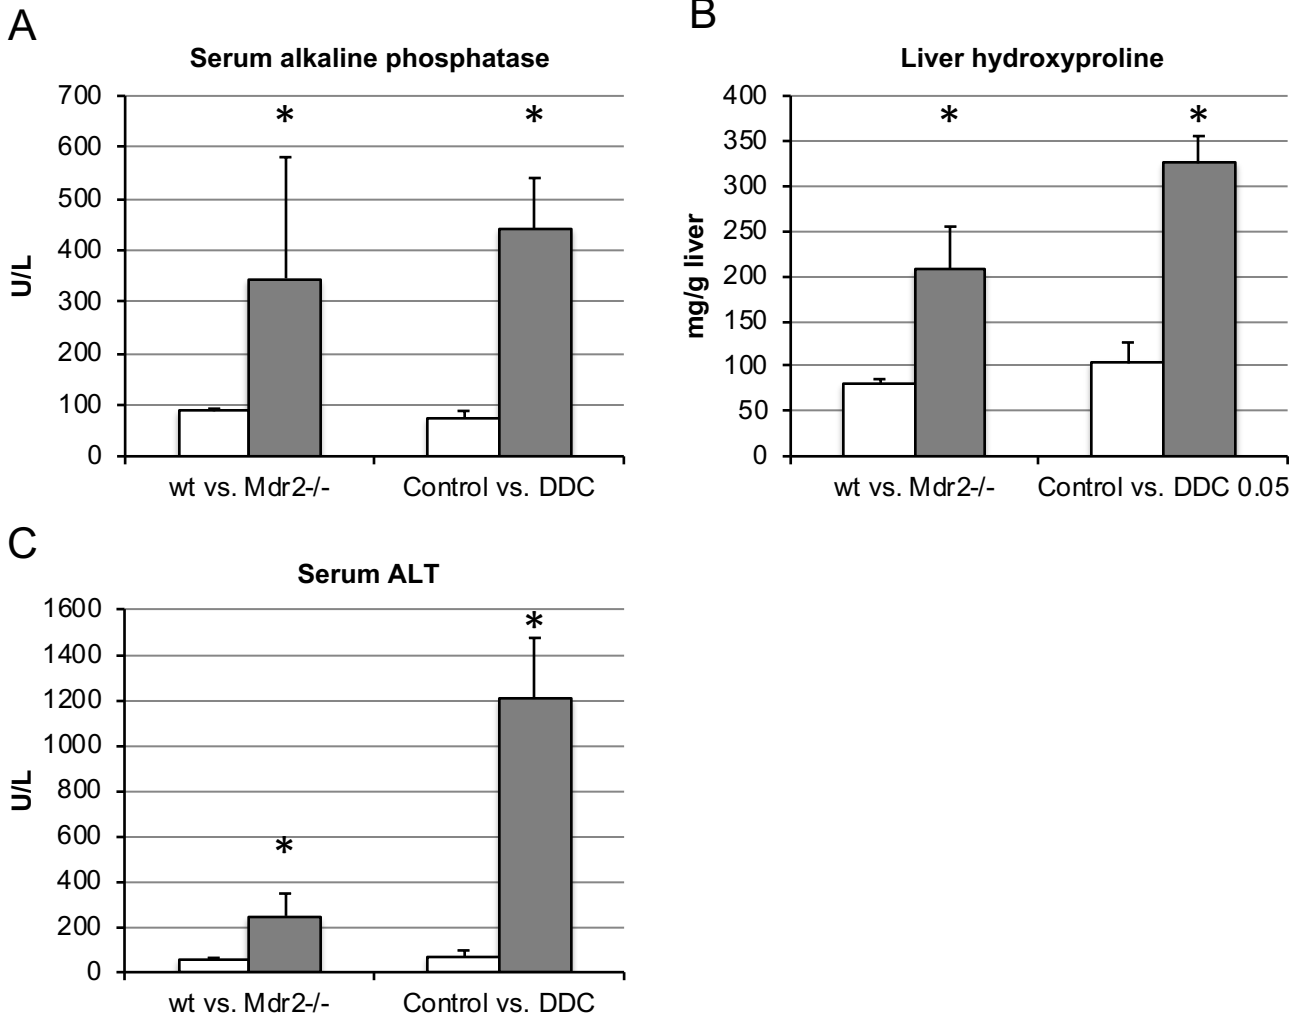 A
Serum alkaline phosphatase
700
600
500
400
300
200
100
0
U/L
*
*
wt vs. Mdr2-/-
Control vs. DDC
B
Liver hydroxyproline
400
350
300
250
200
150
100
50
0
mg/g liver
*
*
wt vs. Mdr2-/-
Control vs. DDC 0.05
C
Serum ALT
1600
1400
1200
1000
800
600
400
200
0
U/L
*
*
wt vs. Mdr2-/-
Control vs. DDC